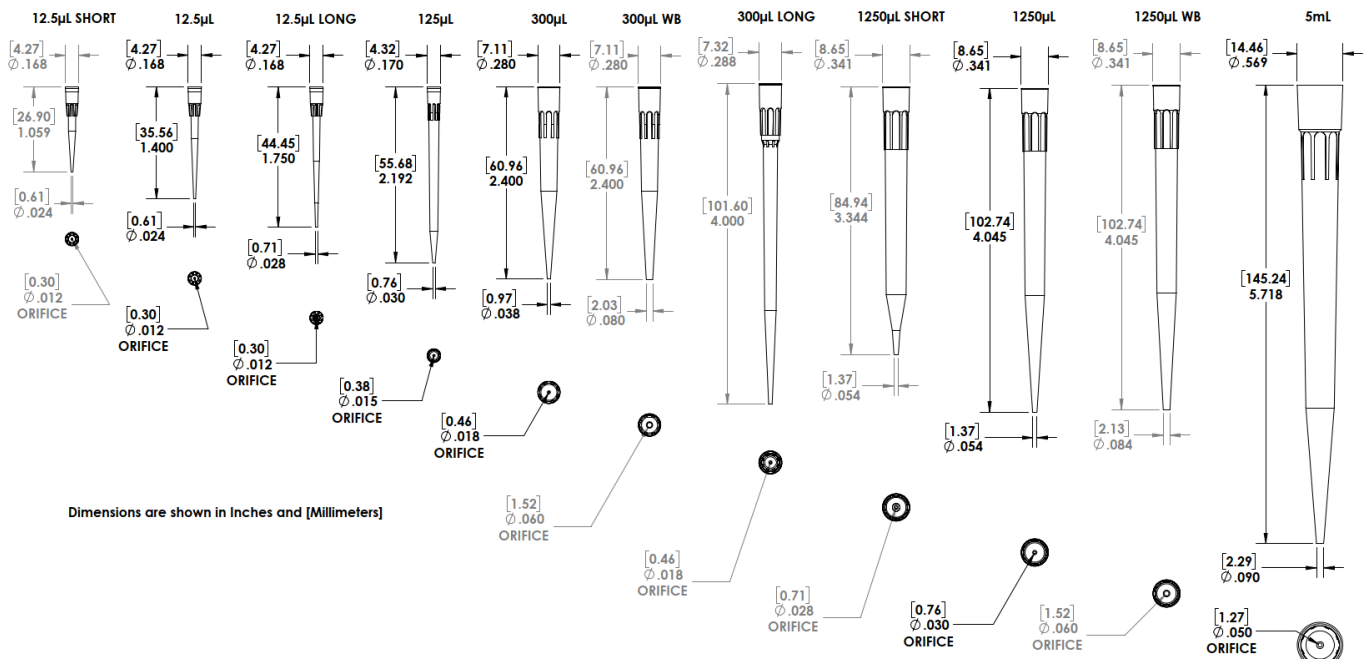 12.5µL SHORT
12.5µL
12.5µL LONG
125µL
300µL
300µL WB
300µL LONG
1250µL SHORT
1250µL
1250µL WB
5mL
[4.27]
Ø.168
[4.27]
Ø.168
[4.27]
Ø.168
[4.32]
Ø.170
[7.11]
Ø.280
[7.11]
Ø.280
[7.32]
Ø.288
[8.65]
Ø.341
[8.65]
Ø.341
[8.65]
Ø.341
[14.46]
Ø.569
[26.90]
1.059
[35.56]
1.400
[44.45]
1.750
[55.68]
2.192
[60.96]
2.400
[60.96]
2.400
[101.60]
4.000
[84.94]
3.344
[102.74]
4.045
[102.74]
4.045
[145.24]
5.718
[0.61]
Ø.024
[0.61]
Ø.024
[0.71]
Ø.028
[0.76]
Ø.030
[0.97]
Ø.038
[2.03]
Ø.080
[1.37]
Ø.054
[1.37]
Ø.054
[2.13]
Ø.084
[2.29]
Ø.090
[0.30]
Ø.012
ORIFICE
[0.30]
Ø.012
ORIFICE
[0.30]
Ø.012
ORIFICE
[0.38]
Ø.015
ORIFICE
[0.46]
Ø.018
ORIFICE
[1.52]
Ø.060
ORIFICE
[0.46]
Ø.018
ORIFICE
[0.71]
Ø.028
ORIFICE
[0.76]
Ø.030
ORIFICE
[1.52]
Ø.060
ORIFICE
[1.27]
Ø.050
ORIFICE
Dimensions are shown in Inches and [Millimeters]